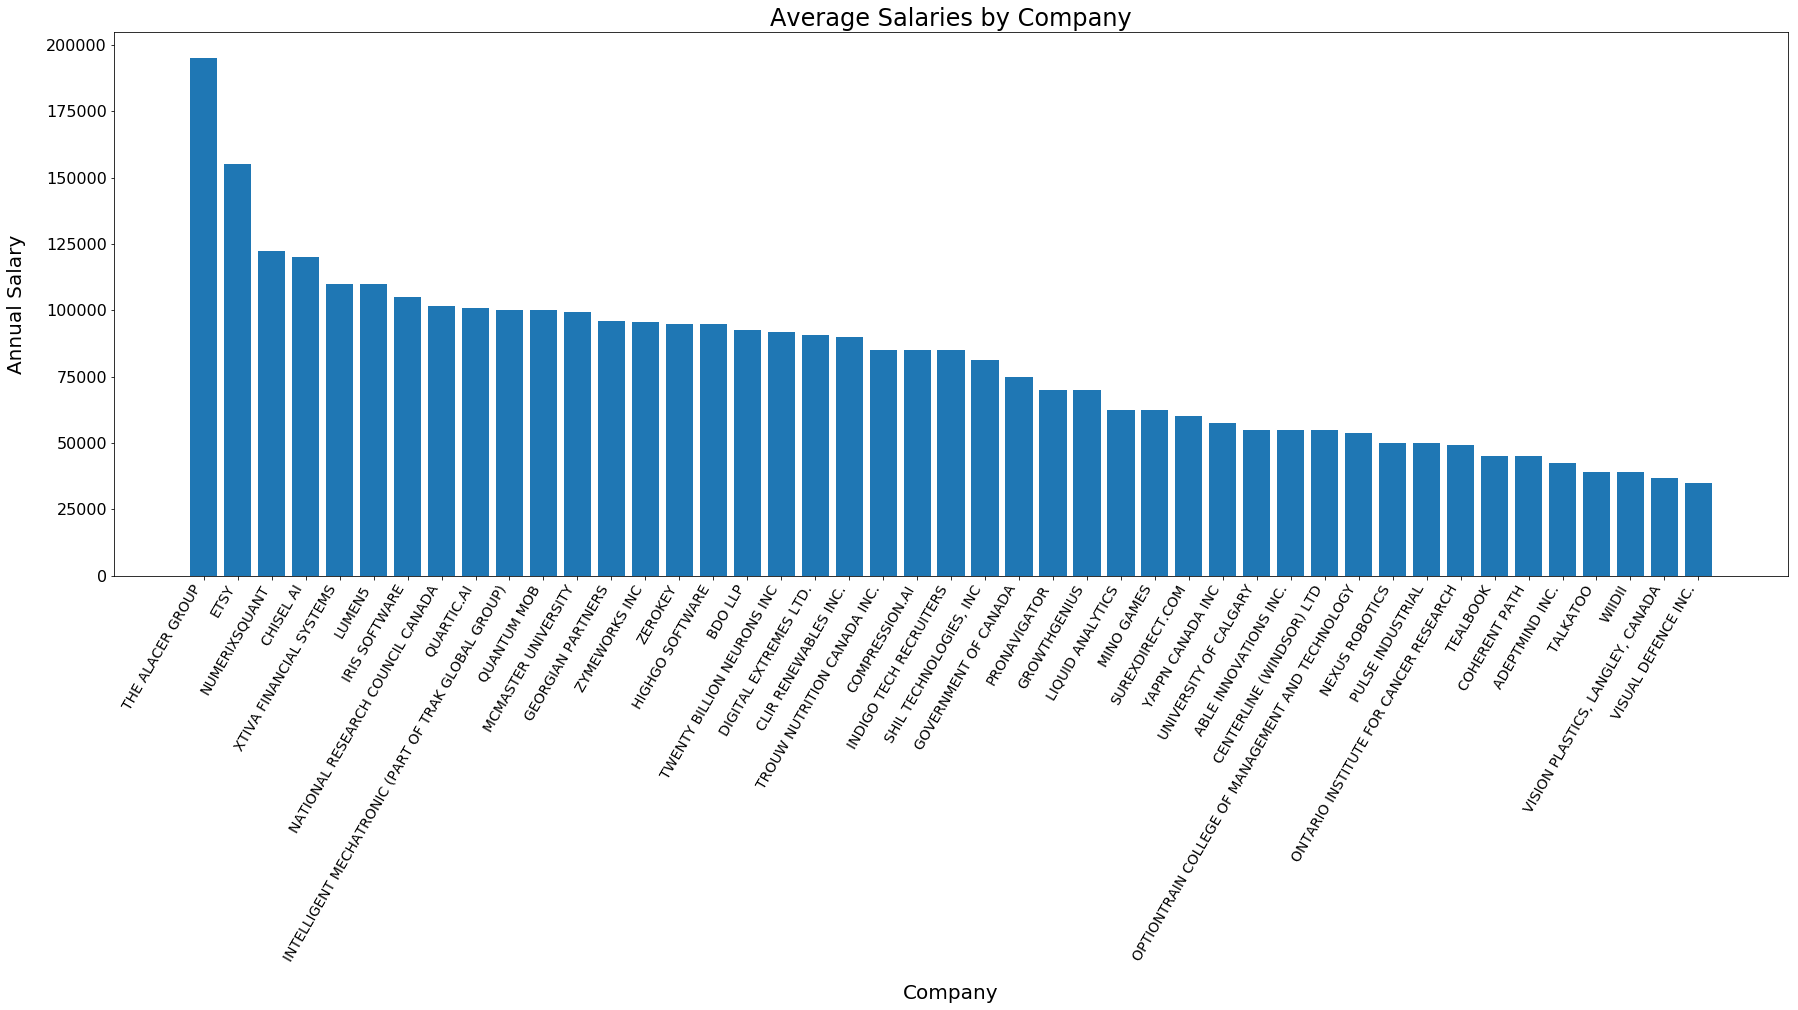 Average Salaries by Company
Annual Salary
200000
175000
150000
125000
100000
75000
50000
25000
0
THE ALACER GROUP
ETSY
NUMERIXSQUANT
CHISEL AI
XTIVA FINANCIAL SYSTEMS
LUMEN5
IRIS SOFTWARE
NATIONAL RESEARCH COUNCIL CANADA
QUARTIC.AI
INTELLIGENT MECHATRONIC (PART OF TRAK GLOBAL GROUP)
QUANTUM MOB
MCMASTER UNIVERSITY
GEORGIAN PARTNERS
ZYMEWORKS INC
ZEROKEY
HIGHGO SOFTWARE
BDO LLP
TWENTY BILLION NEURONS INC
DIGITAL EXTREMES LTD.
CLIR RENEWABLES INC.
TROUW NUTRITION CANADA INC.
COMPRESSION.AI
INDIGO TECH RECRUITERS
SHIL TECHNOLOGIES, INC
GOVERNMENT OF CANADA
PRONAVIGATOR
GROWTHGENIUS
LIQUID ANALYTICS
MINO GAMES
SUREXDIRECT.COM
YAPPN CANADA INC
UNIVERSITY OF CALGARY
ABLE INNOVATIONS INC.
CENTERLINE (WINDSOR) LTD
OPTIONTRAIN COLLEGE OF MANAGEMENT AND TECHNOLOGY
NEXUS ROBOTICS
PULSE INDUSTRIAL
ONTARIO INSTITUTE FOR CANCER RESEARCH
TEALBOOK
COHERENT PATH
ADEPTMIND INC.
TALKATOO
WIIDII
VISION PLASTICS, LANGLEY, CANADA
VISUAL DEFENCE INC.
Company